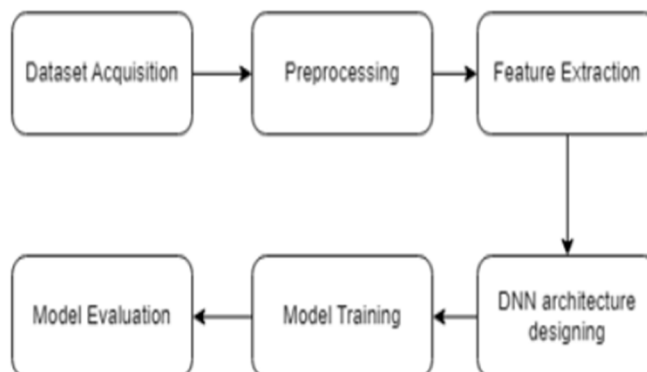 Dataset Acquisition
Preprocessing
Feature Extraction
DNN architecture
designing
Model Training
Model Evaluation